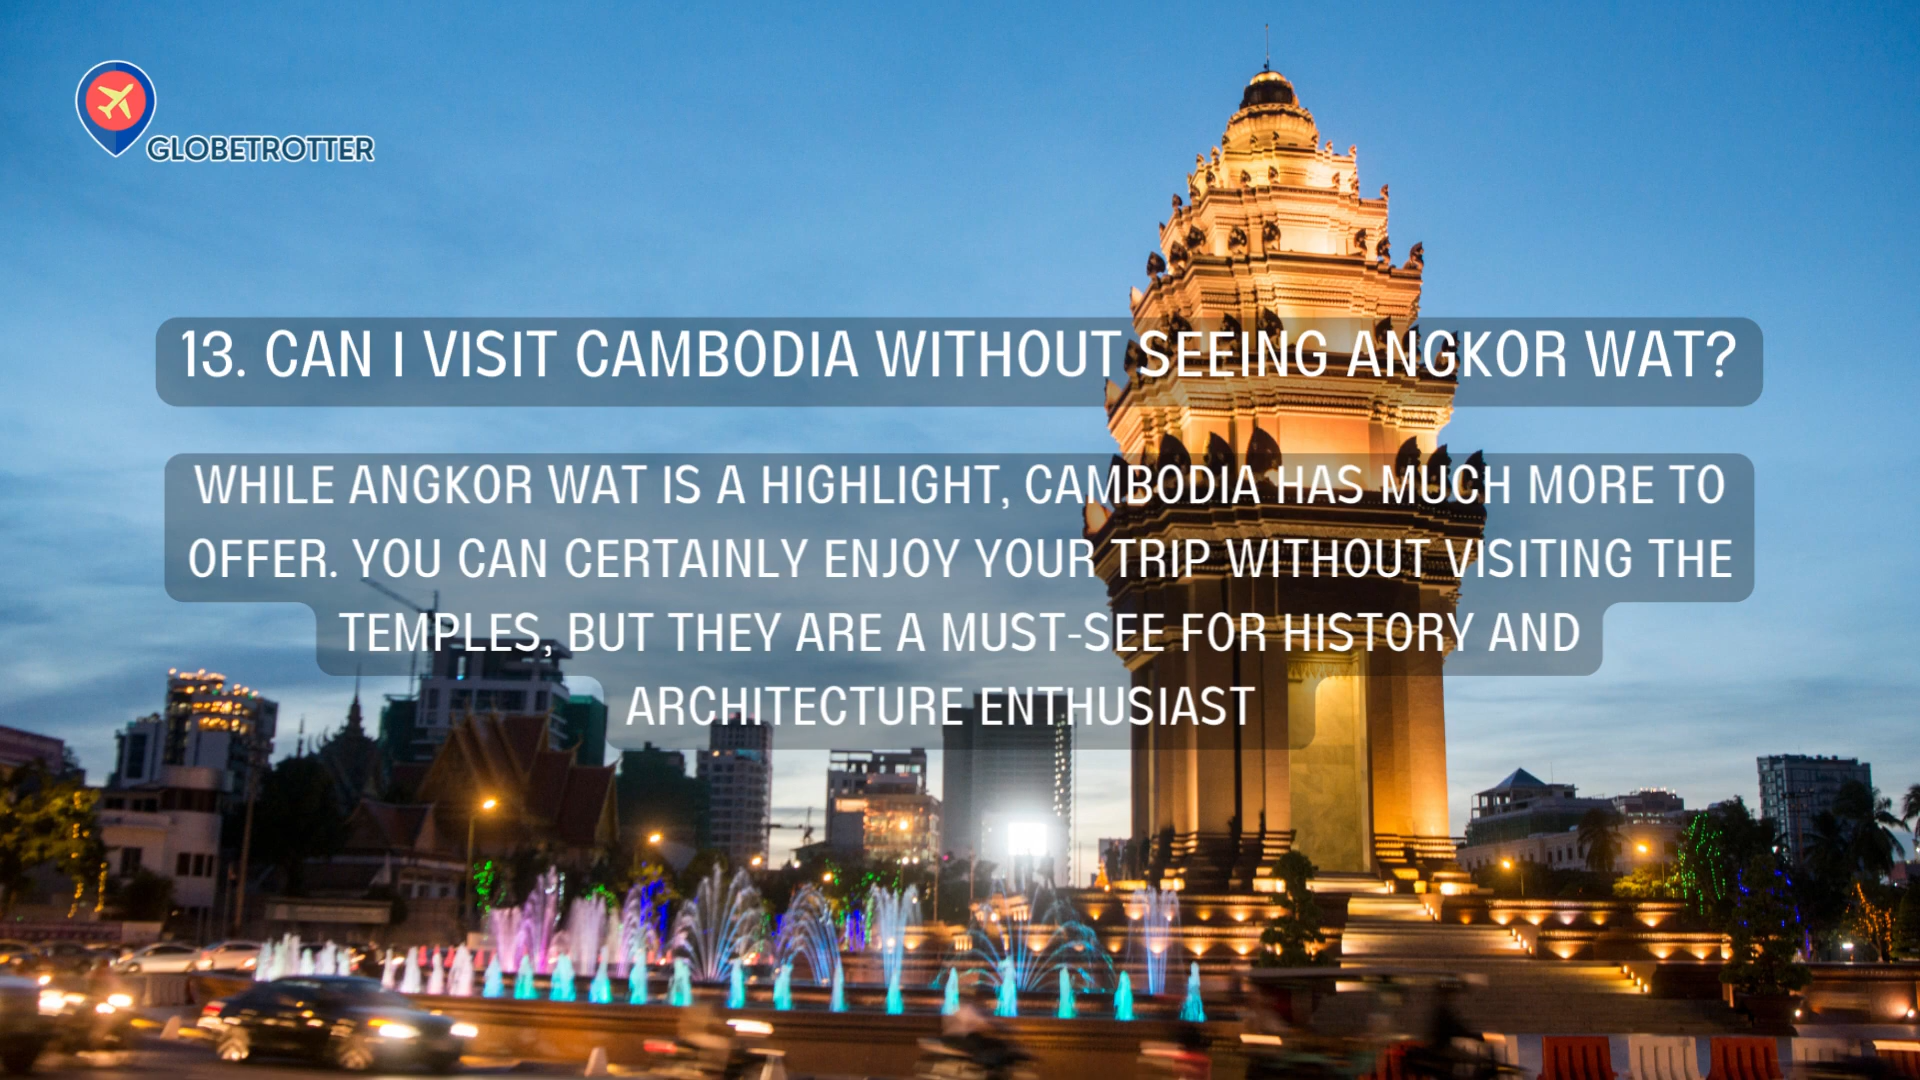 GLOBETROTTER
13. CAN I VISIT CAMBODIA WITHOUT SEEING ANGKOR WAT?
WHILE ANGKOR WAT IS A HIGHLIGHT, CAMBODIA HAS MUCH MORE TO
OFFER. YOU CAN CERTAINLY ENJOY YOUR TRIP WITHOUT VISITING THE
TEMPLES, BUT THEY ARE A MUST-SEE FOR HISTORY AND
ARCHITECTURE ENTHUSIAST